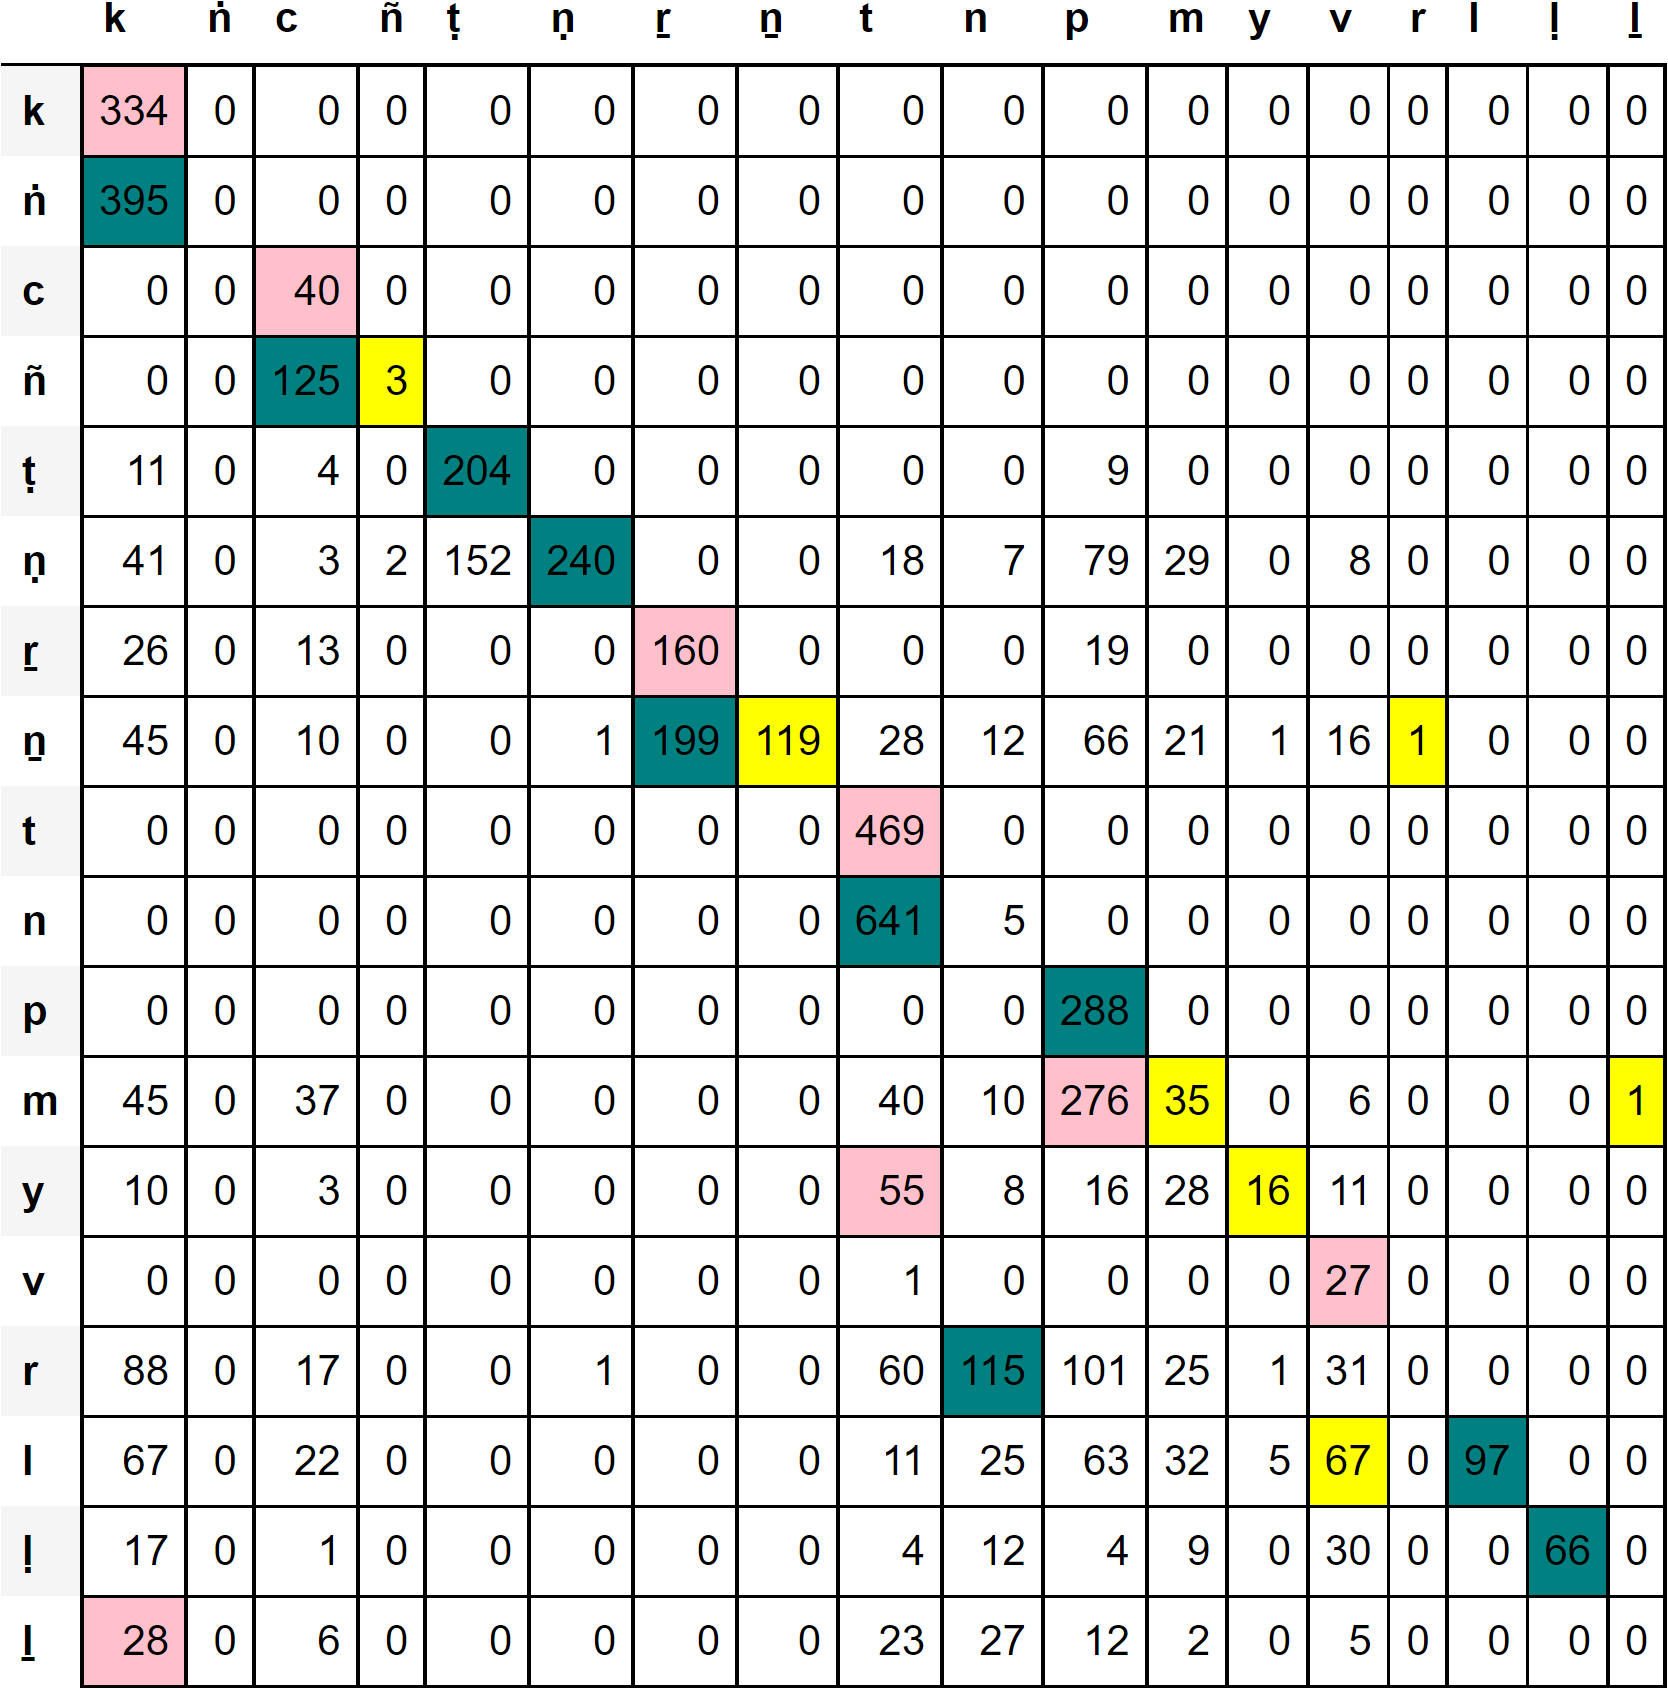 k ṅ c ñ ṭ ṇ ṟ ṉ t n p m y v r l ḷ ḻ
k 334 0 0 0 0 0 0 0 0 0 0 0 0 0 0 0 0 0
ṅ 395 0 0 0 0 0 0 0 0 0 0 0 0 0 0 0 0 0
c 0 0 40 0 0 0 0 0 0 0 0 0 0 0 0 0 0 0
ñ 0 0 125 3 0 0 0 0 0 0 0 0 0 0 0 0 0 0
ṭ 11 0 4 0 204 0 0 0 0 0 9 0 0 0 0 0 0 0
ṇ 41 0 3 2 152 240 0 0 18 7 79 29 0 8 0 0 0 0
ṟ 26 0 13 0 0 0 160 0 0 0 19 0 0 0 0 0 0 0
ṉ 45 0 10 0 0 1 199 119 28 12 66 21 1 16 1 0 0 0
t 0 0 0 0 0 0 0 0 469 0 0 0 0 0 0 0 0 0
n 0 0 0 0 0 0 0 0 641 5 0 0 0 0 0 0 0 0
p 0 0 0 0 0 0 0 0 0 0 288 0 0 0 0 0 0 0
m 45 0 37 0 0 0 0 0 40 10 276 35 0 6 0 0 0 1
y 10 0 3 0 0 0 0 0 55 8 16 28 16 11 0 0 0 0
v 0 0 0 0 0 0 0 0 1 0 0 0 0 27 0 0 0 0
r 88 0 17 0 0 1 0 0 60 115 101 25 1 31 0 0 0 0
l 67 0 22 0 0 0 0 0 11 25 63 32 5 67 0 97 0 0
ḷ 17 0 1 0 0 0 0 0 4 12 4 9 0 30 0 0 66 0
ḻ 28 0 6 0 0 0 0 0 23 27 12 2 0 5 0 0 0 0